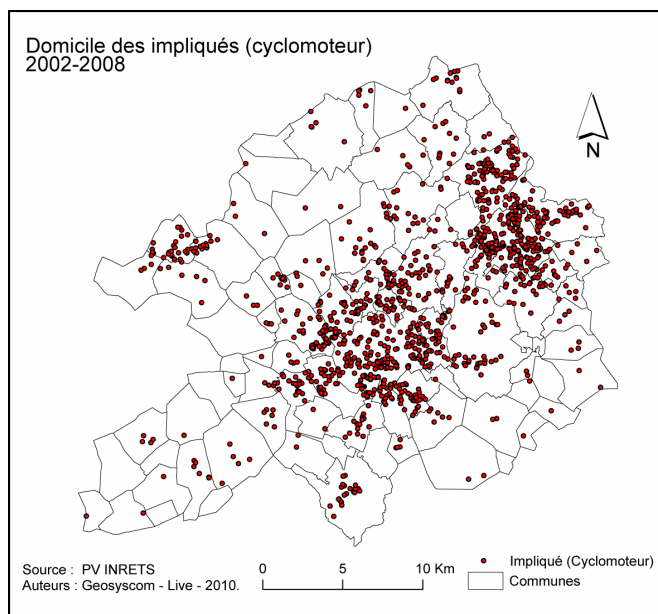 Domicile des impliqués (cyclomoteur)
2002-2008
N
Source : PV INRETS
Auteurs : Geosyscom - Live - 2010.
0 5 10 Km
Impliqué (Cyclomoteur)
Communes